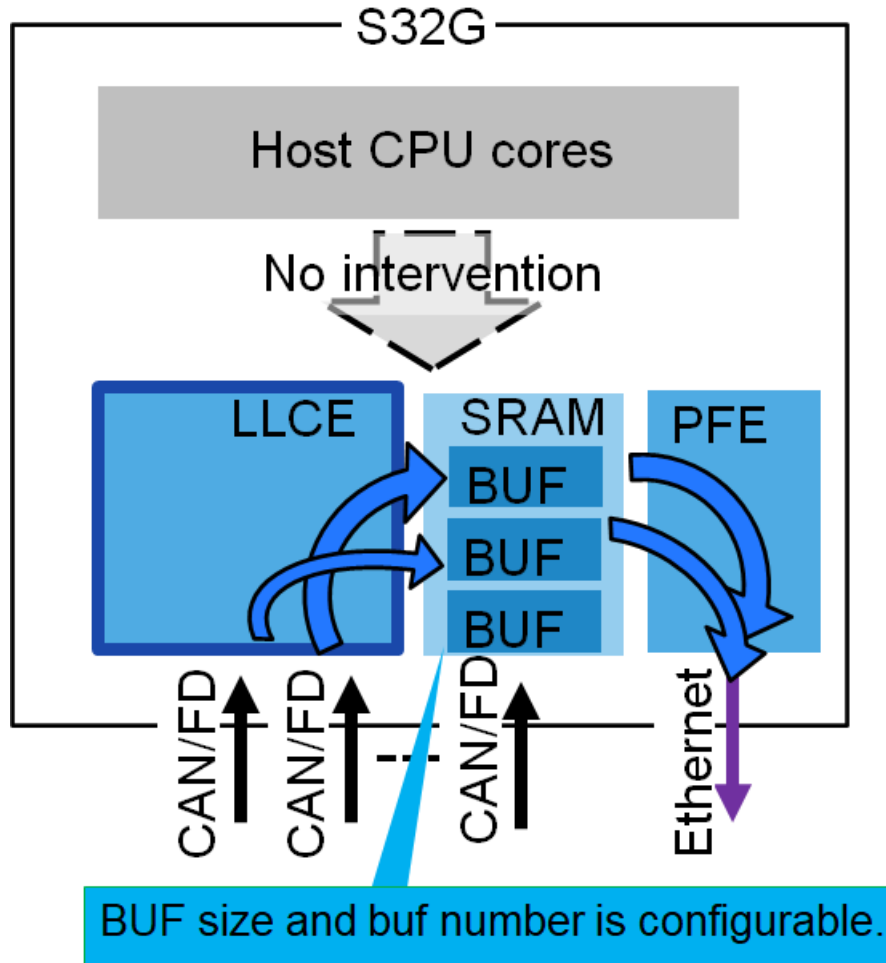 S32G
Host CPU cores
No intervention
LLCE
SRAM
PFE
BUF
BUF
BUF
CAN/FD
CAN/FD
CAN/FD
Ethernet
BUF size and buf number is configurable.